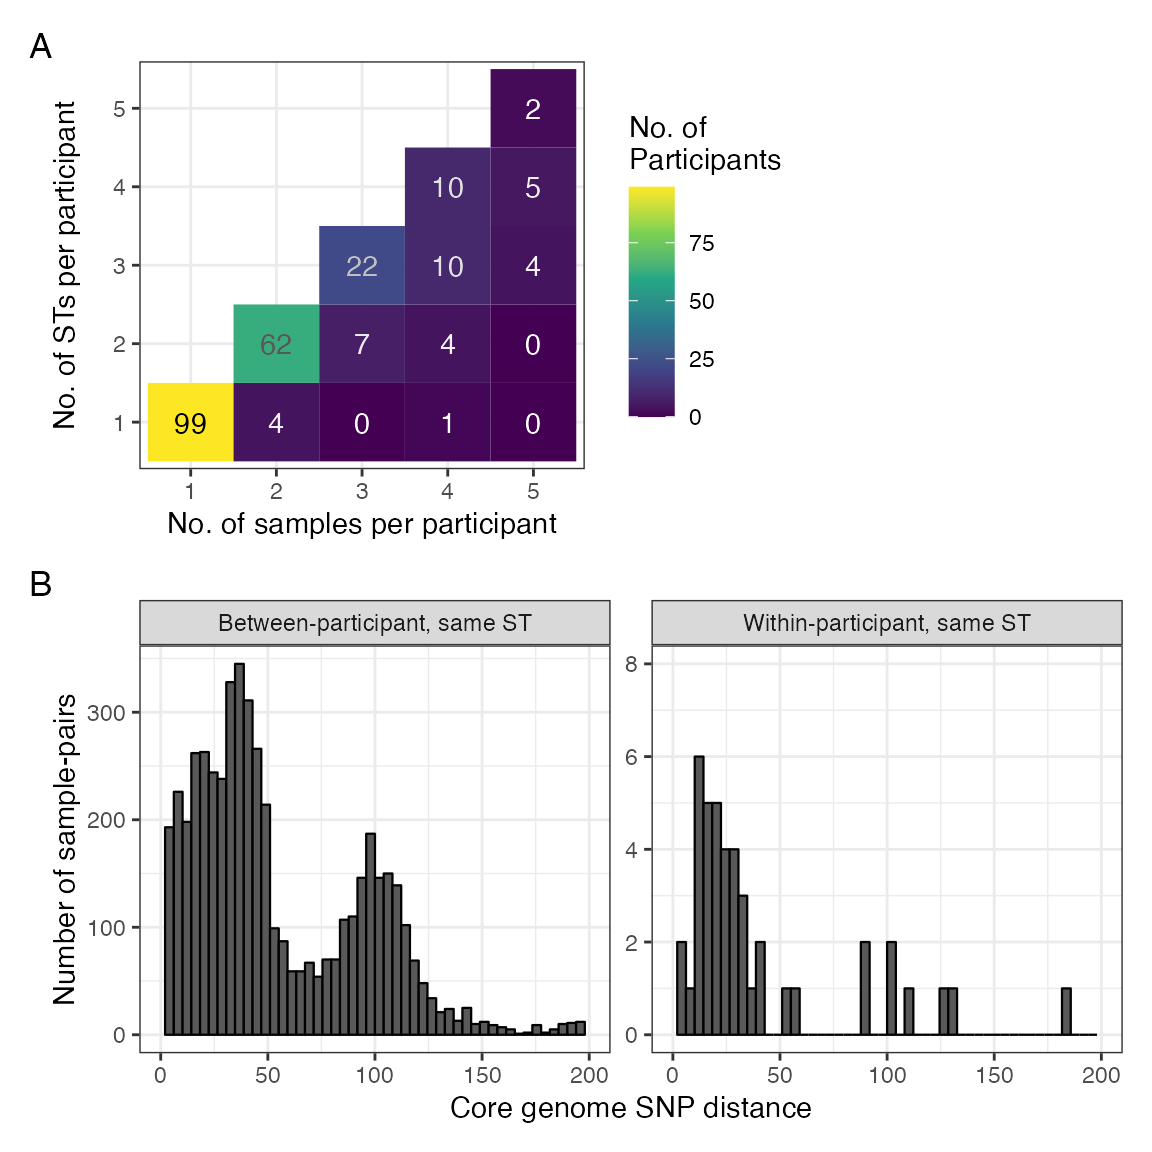 A
No. of STs per participant
5
4
3
2
1
2
10 5
22 10 4
62 7 4 0
99 4 0 1 0
1 2 3 4 5
No. of samples per participant
No. of
Participants
75
50
25
0
B
Between-participant, same ST
Within-participant, same ST
Number of sample-pairs
300
200
100
0
8
6
4
2
0
0 50 100 150 200
0 50 100 150 200
Core genome SNP distance